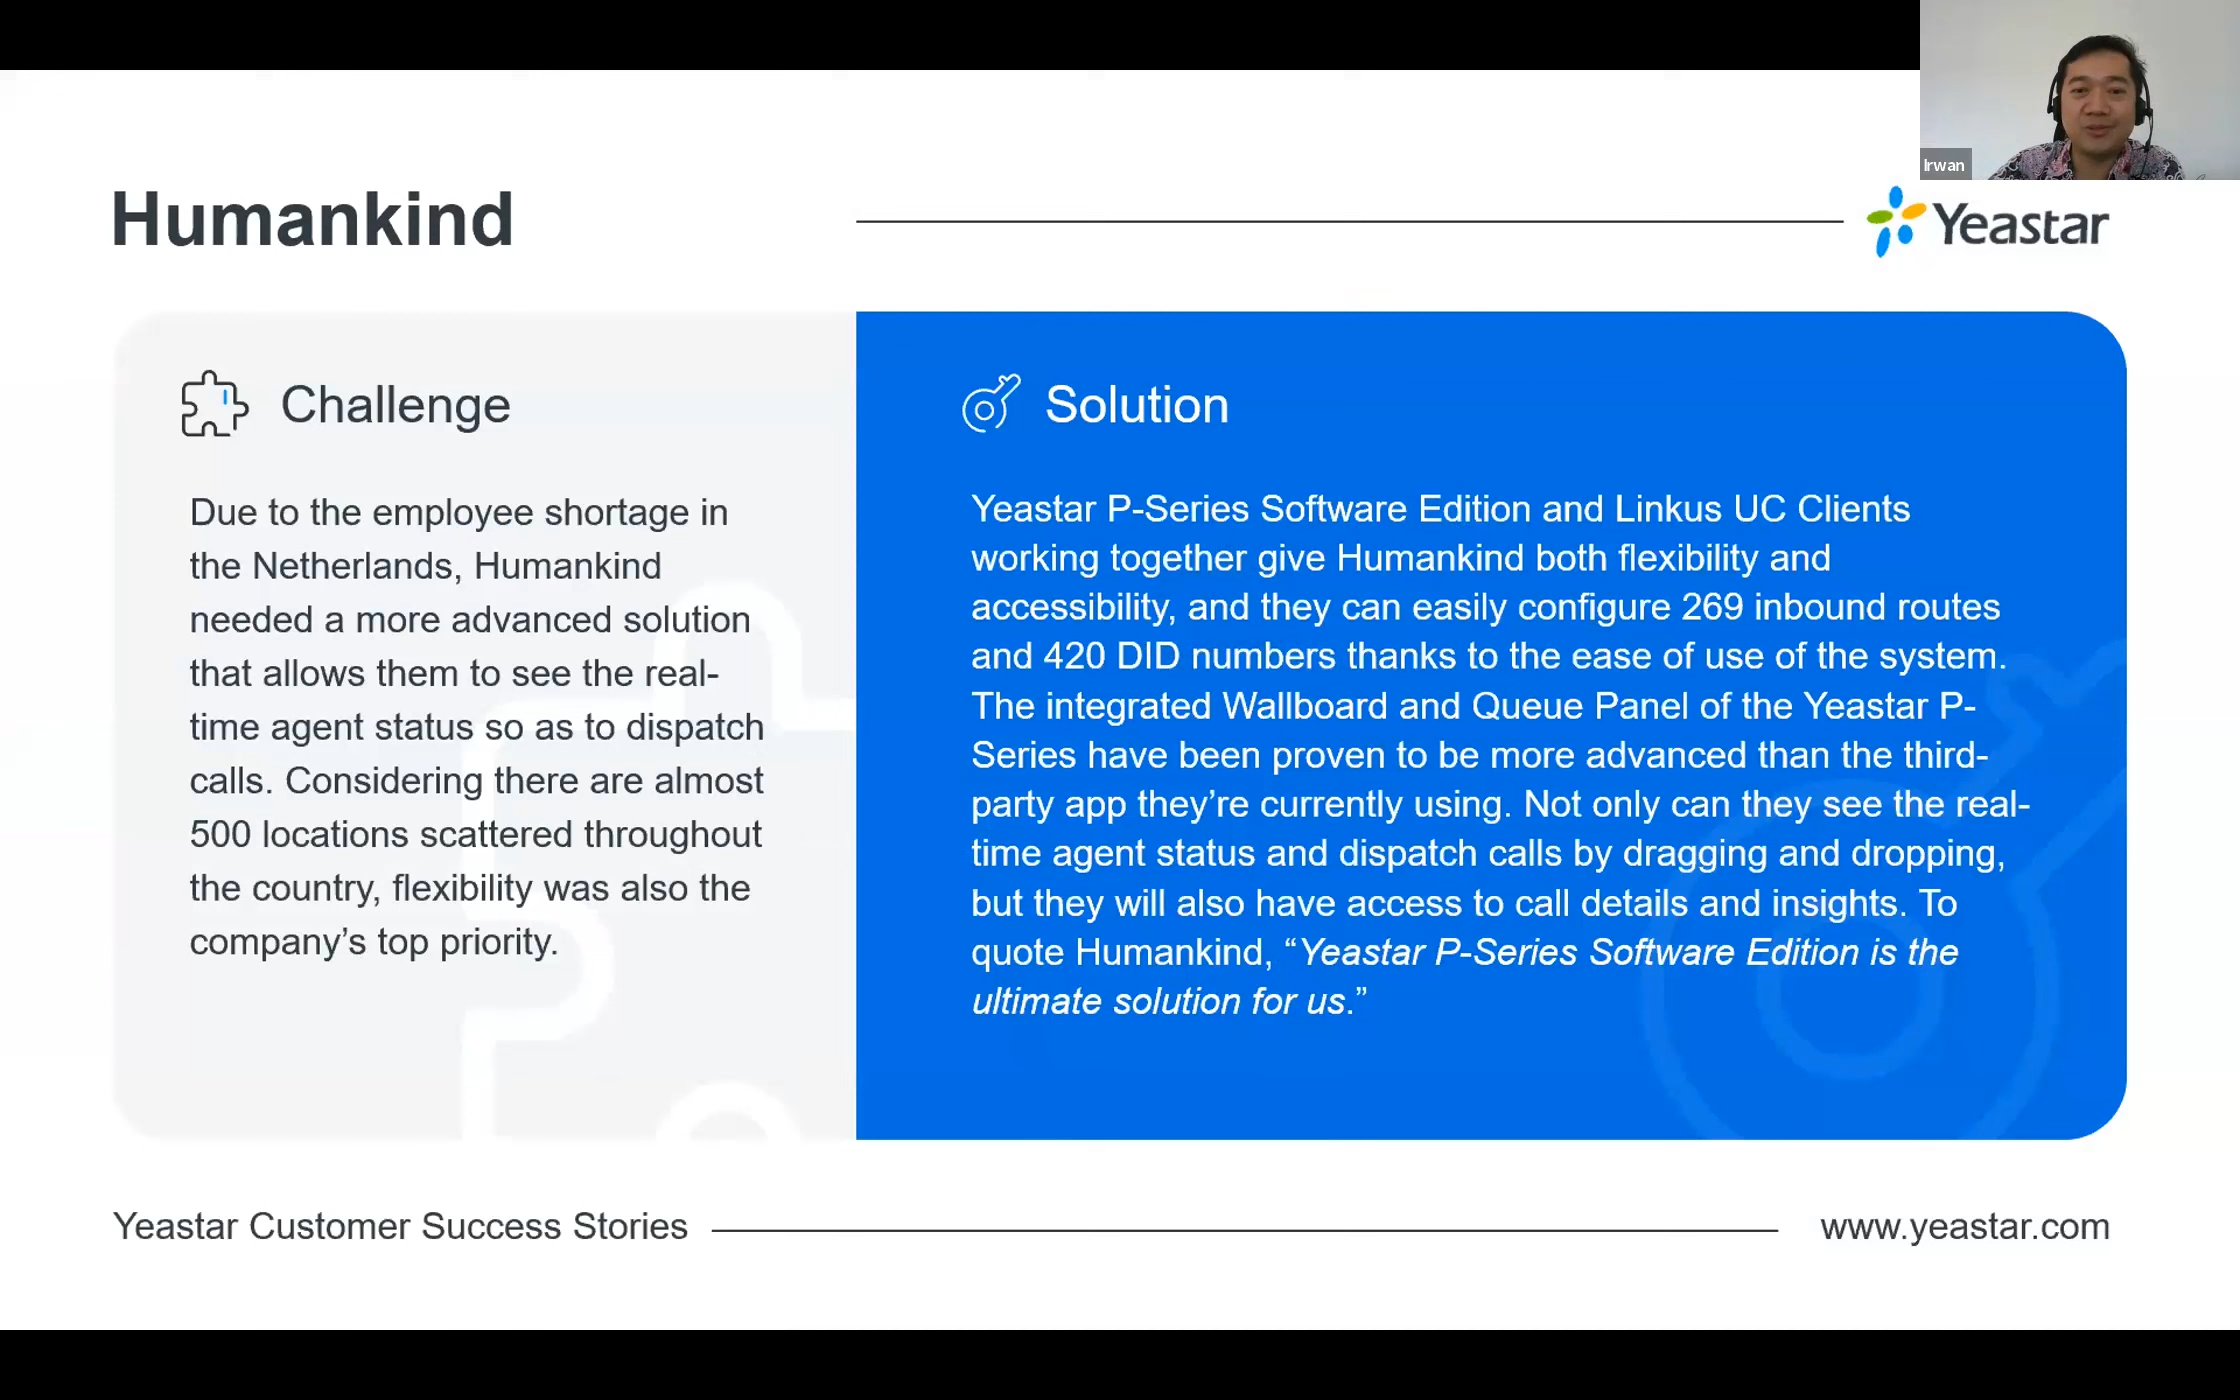 Irwan
Humankind
Yeastar
Challenge
Due to the employee shortage in
the Netherlands, Humankind
needed a more advanced solution
that allows them to see the real-
time agent status so as to dispatch
calls. Considering there are almost
500 locations scattered throughout
the country, flexibility was also the
company’s top priority.
Solution
Yeastar P-Series Software Edition and Linkus UC Clients
working together give Humankind both flexibility and
accessibility, and they can easily configure 269 inbound routes
and 420 DID numbers thanks to the ease of use of the system.
The integrated Wallboard and Queue Panel of the Yeastar P-
Series have been proven to be more advanced than the third-
party app they’re currently using. Not only can they see the real-
time agent status and dispatch calls by dragging and dropping,
but they will also have access to call details and insights. To
quote Humankind, “Yeastar P-Series Software Edition is the
ultimate solution for us.”
Yeastar Customer Success Stories
www.yeastar.com